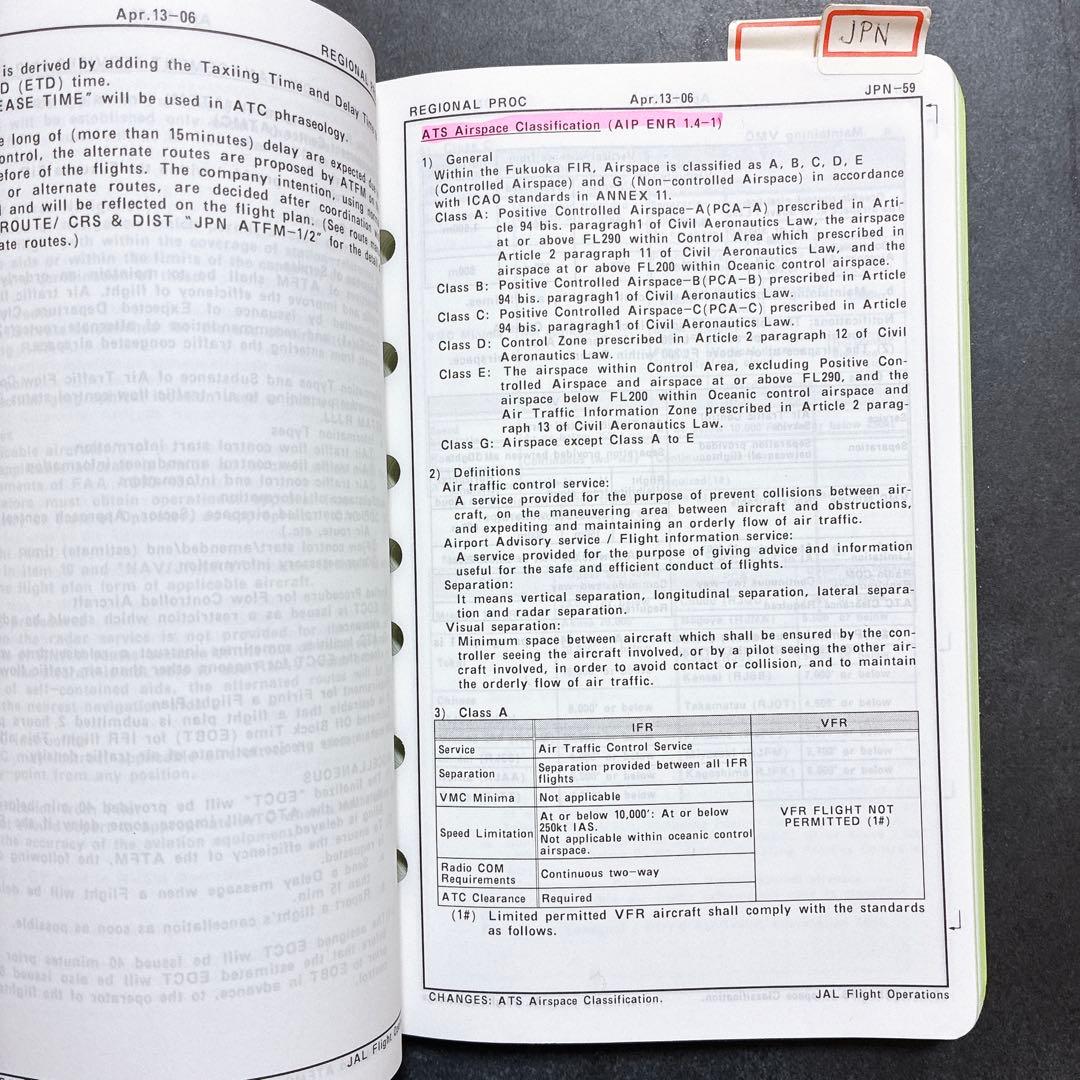 Apr.13-06
REGIONAL
is derived by adding the Taxiing Time and Delay Time
D (ETD) time.
EASE TIME" will be used in ATC phraseology.
long of (more than 15minutes) delay are expected
ontrol, the alternate routes are proposed by ATFM
efore of the flights. The company intention, using
or alternate routes, are decided after coordination
and will be reflected on the flight plan. (See route
ROUTE/ CRS & DIST "JPN ATFM-1/2" for the detail
ate routes.)
JAL Flight
JPN
REGIONAL PROC Apr.13-06 JPN-59
ATS Airspace Classification (AIP ENR 1.4-1)
1) General
Within the Fukuoka FIR, Airspace is classified as A, B, C, D, E
(Controlled Airspace) and G (Non-controlled Airspace) in accordance
with ICAO standards in ANNEX 11.
Class A: Positive Controlled Airspace-A(PCA-A) prescribed in Arti-
cle 94 bis. paragragh1 of Civil Aeronautics Law, the airspace
at or above FL290 within Control Area which prescribed in
Article 2 paragraph 11 of Civil Aeronautics Law, and the
airspace at or above FL200 within Oceanic control airspace.
Class B: Positive Controlled Airspace-B(PCA-B) prescribed in Article
94 bis. paragragh1 of Civil Aeronautics Law.
Class C: Positive Controlled Airspace-C(PCA-C) prescribed in Article
94 bis. paragragh1 of Civil Aeronautics Law.
Class D: Control Zone prescribed in Article 2 paragraph 12 of Civil
Aeronautics Law.
Class E: The airspace within Control Area, excluding Positive Con-
trolled Airspace and airspace at or above FL290, and the
airspace below FL200 within Oceanic control airspace and
Air Traffic Information Zone prescribed in Article 2 parag-
raph 13 of Civil Aeronautics Law.
Class G: Airspace except Class A to E
2) Definitions
Air traffic control service:
A service provided for the purpose of prevent collisions between air-
craft, on the maneuvering area between aircraft and obstructions,
and expediting and maintaining an orderly flow of air traffic.
Airport Advisory service / Flight information service:
A service provided for the purpose of giving advice and information
useful for the safe and efficient conduct of flights.
Separation:
It means vertical separation, longitudinal separation, lateral separa-
tion and radar separation.
Visual separation:
Minimum space between aircraft which shall be ensured by the con-
troller seeing the aircraft involved, or by a pilot seeing the other air-
craft involved, in order to avoid contact or collision, and to maintain
the orderly flow of air traffic.
3) Class A
IFR VFR
Service Air Traffic Control Service
Separation Separation provided between all IFR
flights
VMC Minima Not applicable
Speed Limitation At or below 10,000': At or below
250kt IAS.
Not applicable within oceanic control
airspace.
VFR FLIGHT NOT
PERMITTED (1#)
Radio COM
Requirements Continuous two-way
ATC Clearance Required
(1#) Limited permitted VFR aircraft shall comply with the standards
as follows.
CHANGES: ATS Airspace Classification. JAL Flight Operations